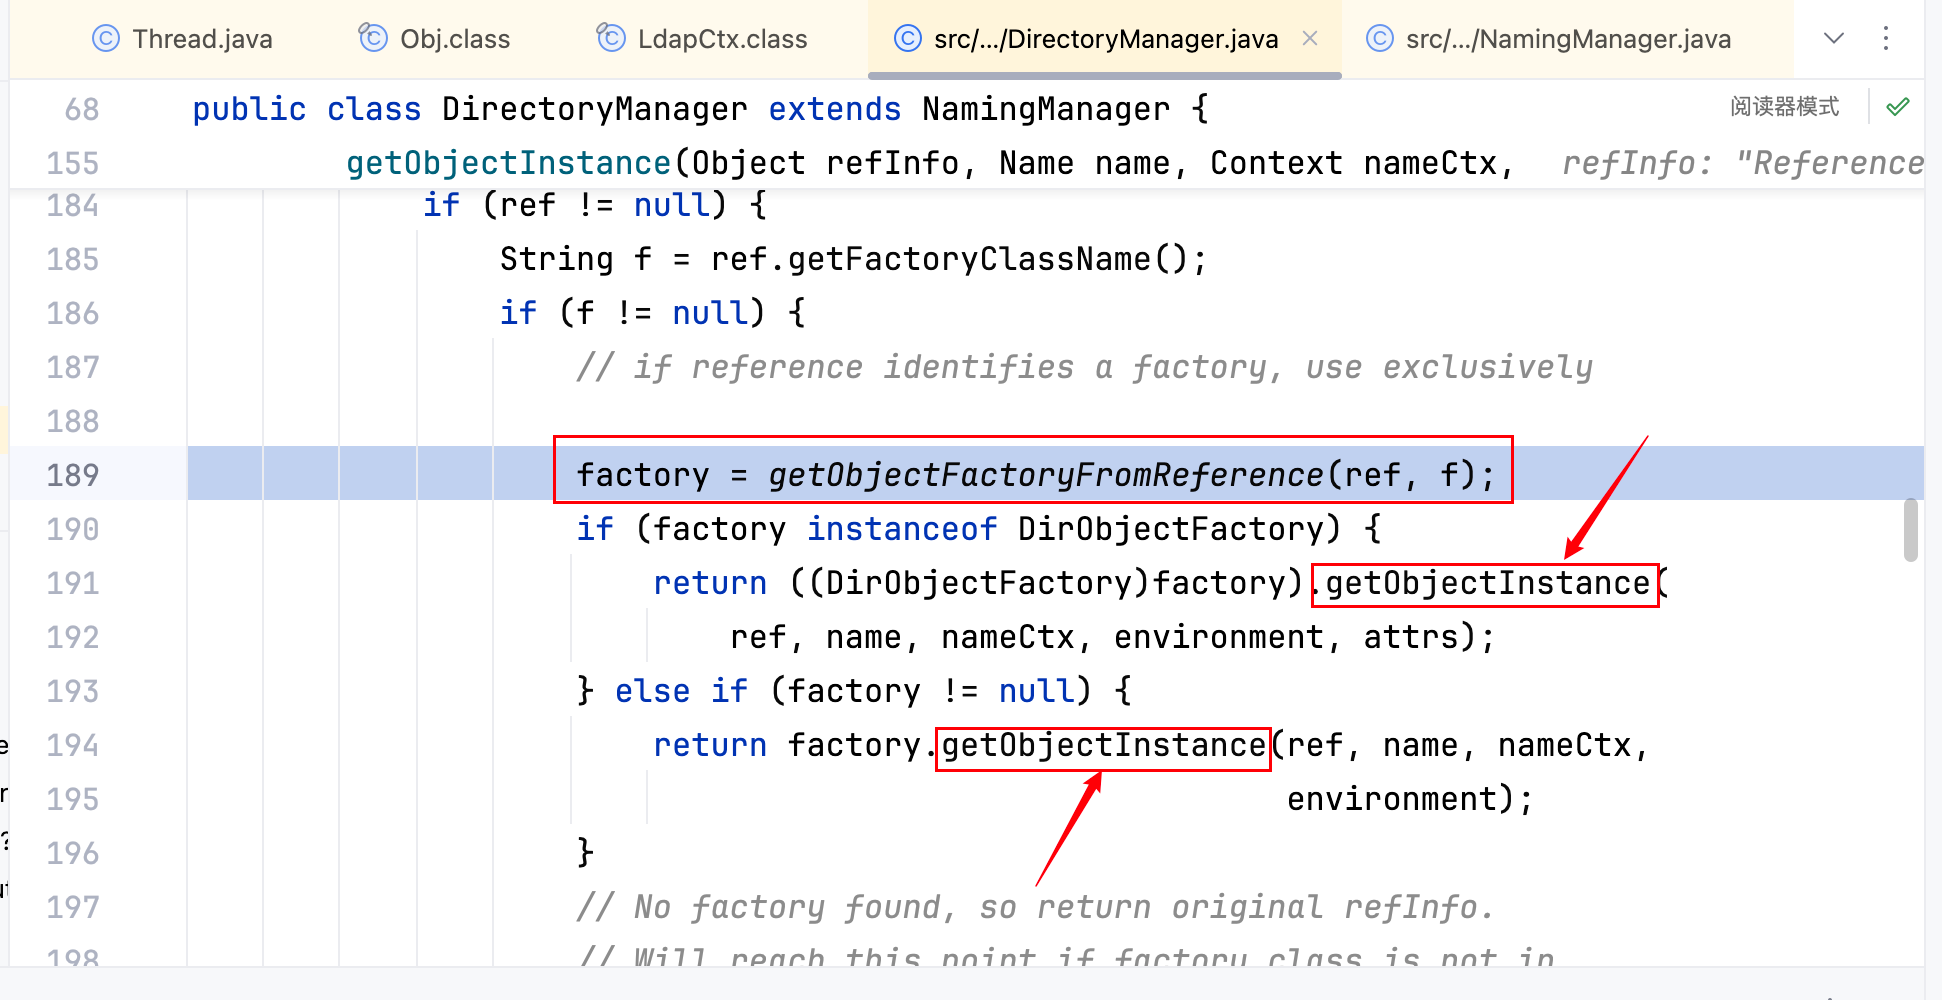 Thread.java Obj.class LdapCtx.class src/.../DirectoryManager.java src/.../NamingManager.java
68 public class DirectoryManager extends NamingManager { 阅读器模式
155 getObjectInstance(Object refInfo, Name name, Context nameCtx, refInfo: "Reference
184 if (ref != null) {
185 String f = ref.getFactoryClassName();
186 if (f != null) {
187 // if reference identifies a factory, use exclusively
188
189 factory = getObjectFactoryFromReference(ref, f);
190 if (factory instanceof DirObjectFactory) {
191 return ((DirObjectFactory)factory).getObjectInstance(
192 ref, name, nameCtx, environment, attrs);
193 } else if (factory != null) {
194 return factory.getObjectInstance(ref, name, nameCtx,
195 environment);
196 }
197 // No factory found, so return original refInfo.
198 // Will reach this point if factory class is not in